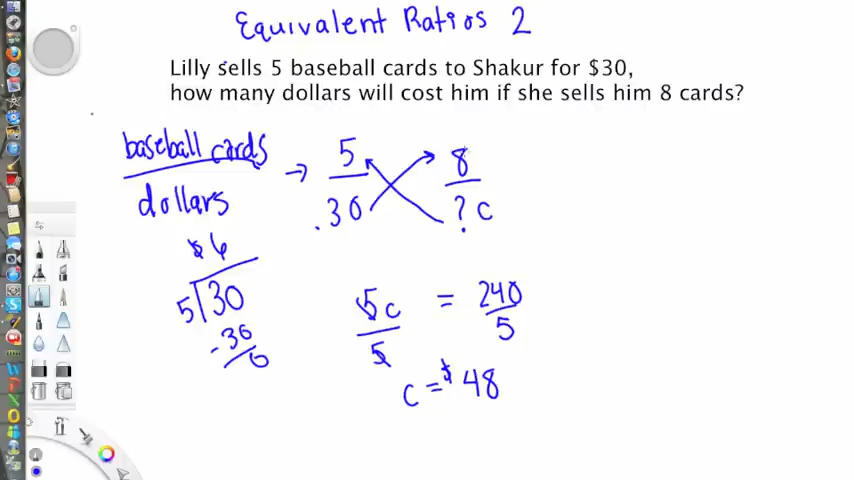 Equivalent Ratios 2
Lilly sells 5 baseball cards to Shakur for $30,
how many dollars will cost him if she sells him 8 cards?
baseball cards
dollars
→ 5/30
8/? c
$6
5)30
-30
0
5c/5 = 240/5
c = $48